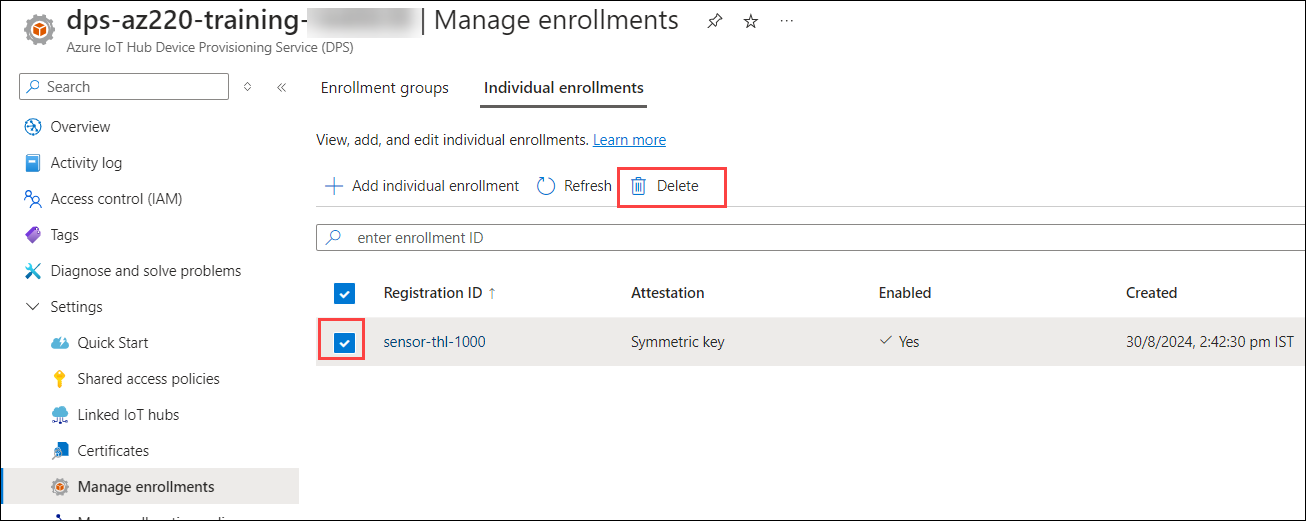 dps-az220-training- | Manage enrollments
Azure IoT Hub Device Provisioning Service (DPS)
Search
Overview
Activity log
Access control (IAM)
Tags
Diagnose and solve problems
Settings
Quick Start
Shared access policies
Linked IoT hubs
Certificates
Manage enrollments
Enrollment groups Individual enrollments
View, add, and edit individual enrollments. Learn more
Add individual enrollment Refresh Delete
enter enrollment ID
Registration ID ↑ Attestation Enabled Created
sensor-thl-1000 Symmetric key Yes 30/8/2024, 2:42:30 pm IST